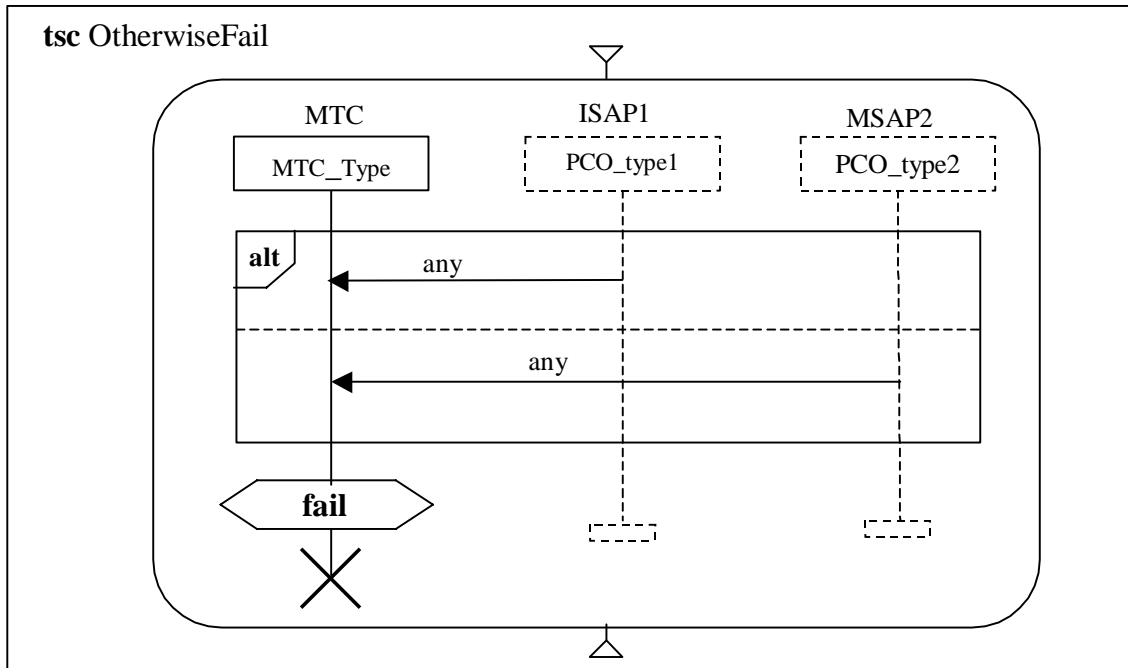 tsc OtherwiseFail
MTC
ISAP1
MSAP2
MTC_Type
PCO_type1
PCO_type2
alt
any
any
fail